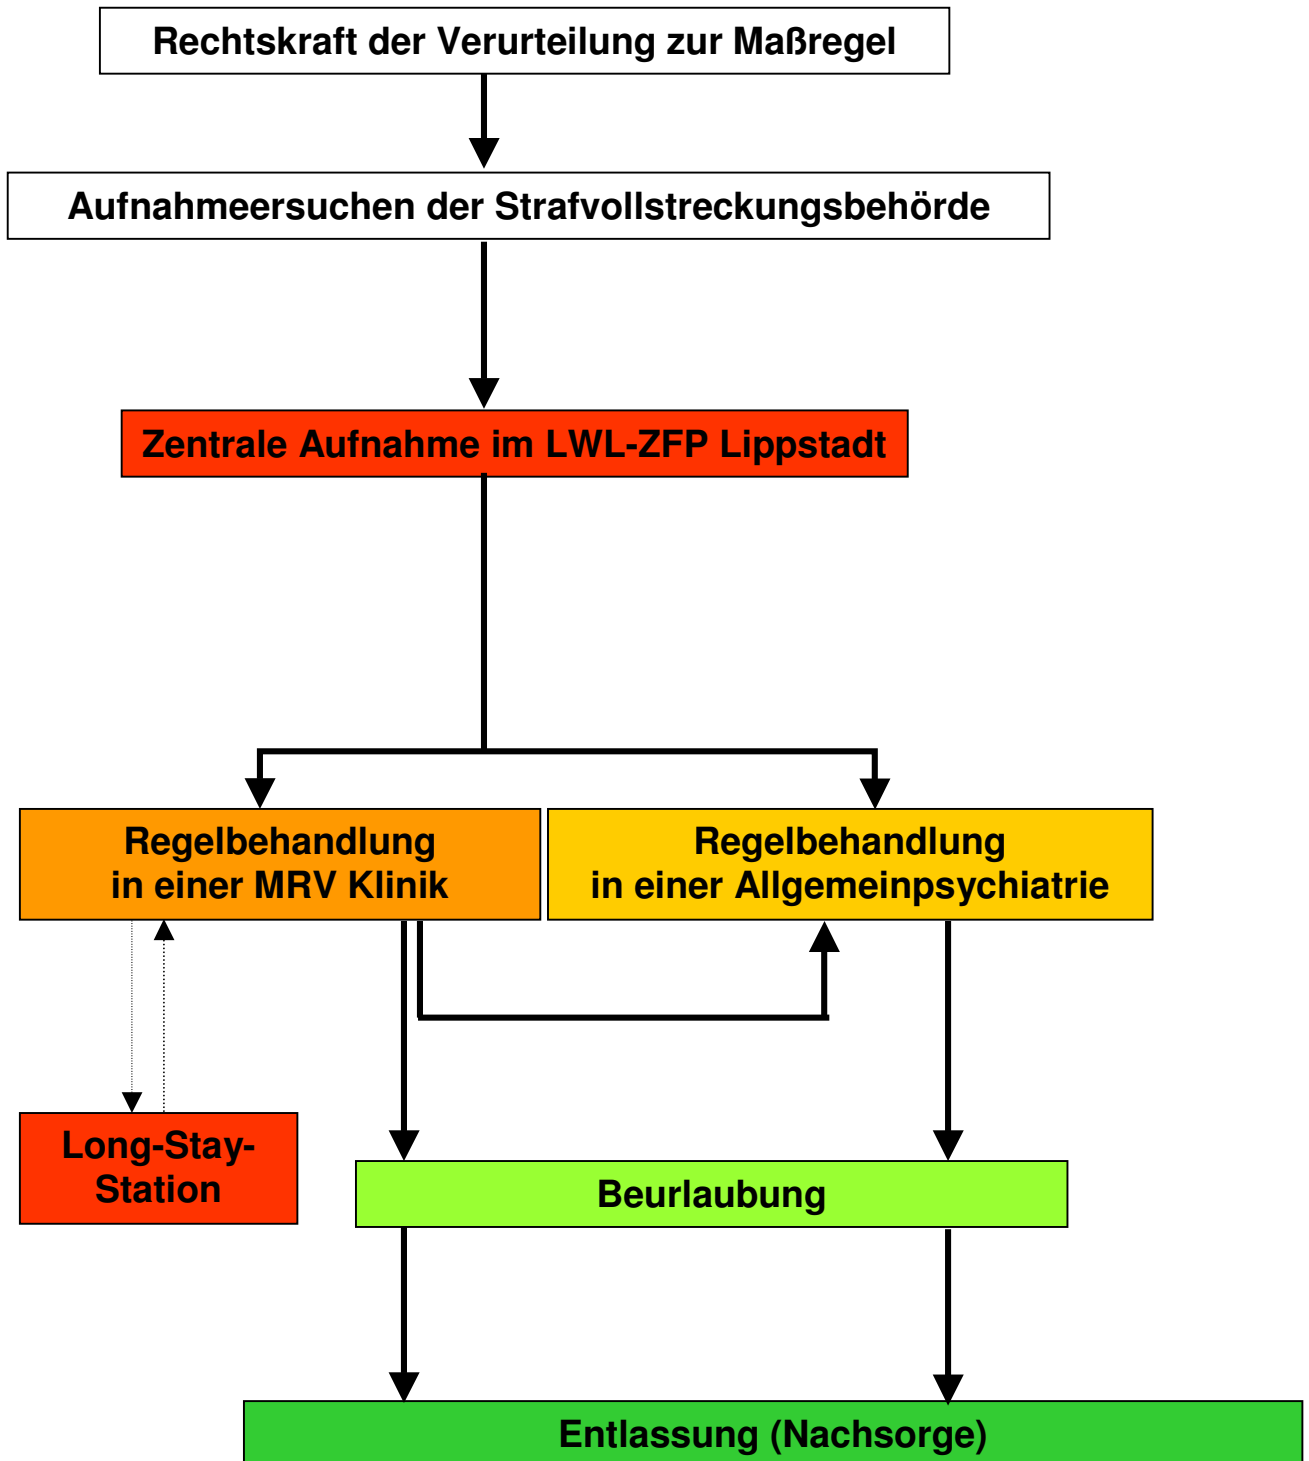 Rechtskraft der Verurteilung zur Maßregel
Aufnahmeersuchen der Strafvollstreckungsbehörde
Zentrale Aufnahme im LWL-ZFP Lippstadt
Regelbehandlung
in einer MRV Klinik
Regelbehandlung
in einer Allgemeinpsychiatrie
Long-Stay-
Station
Beurlaubung
Entlassung (Nachsorge)